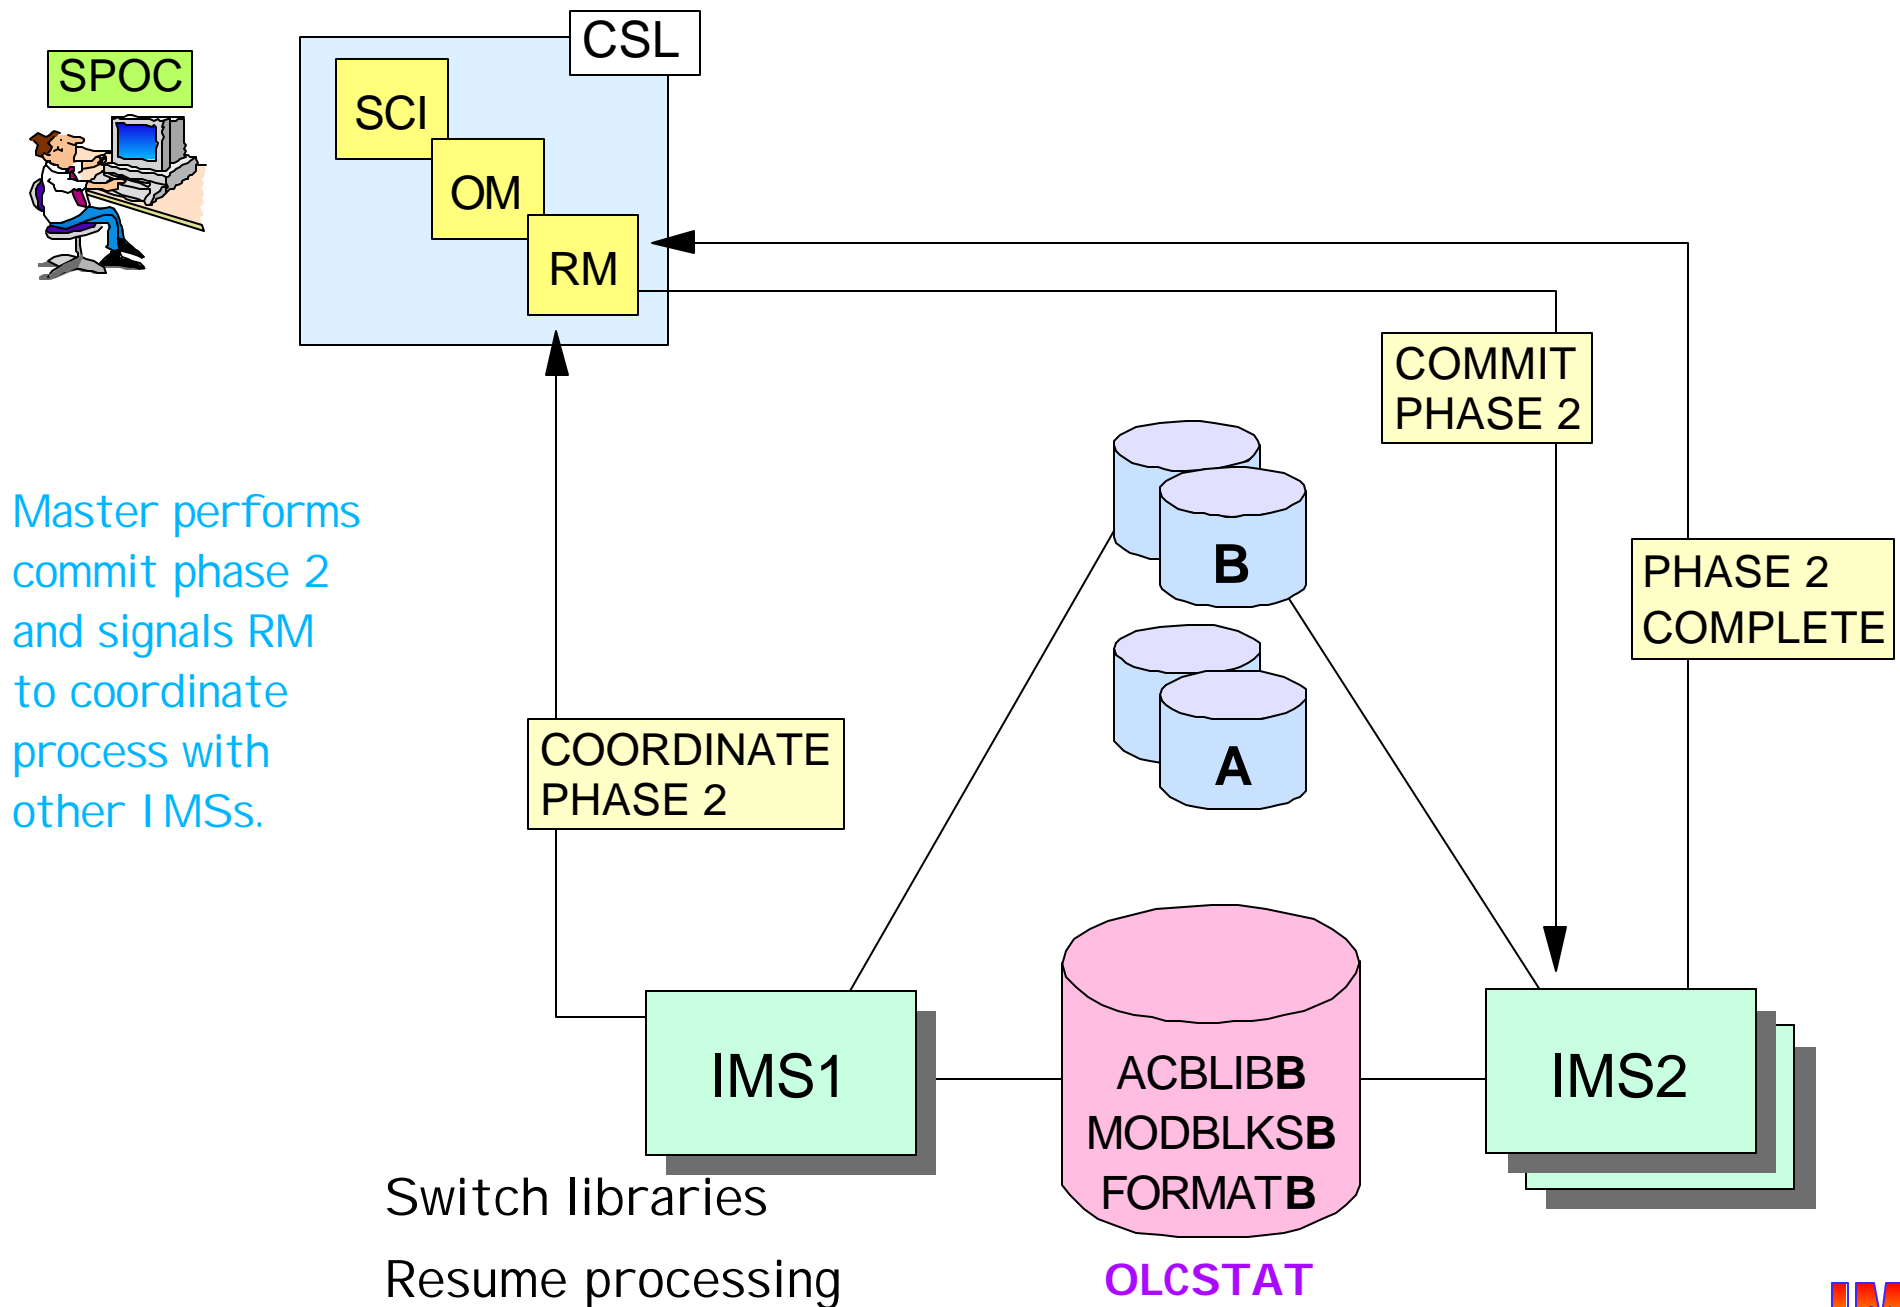 CSL
SPOC
SCI
OM
RM
COMMIT
PHASE 2
Master performs
commit phase 2
and signals RM
to coordinate
process with
other IMSs.
B
PHASE 2
COMPLETE
A
COORDINATE
PHASE 2
IMS1
ACBLIBB
MODBLKSB
FORMATB
IMS2
Switch libraries
Resume processing
OLCSTAT